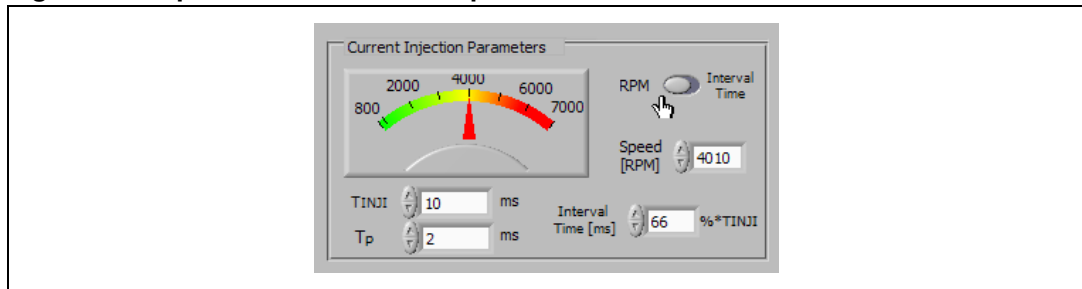 Current Injection Parameters
800 2000 4000 6000 7000
RPM Interval Time
Speed [RPM] 4010
TINJI 10 ms
Tp 2 ms
Interval Time [ms] 66 %*TINJI